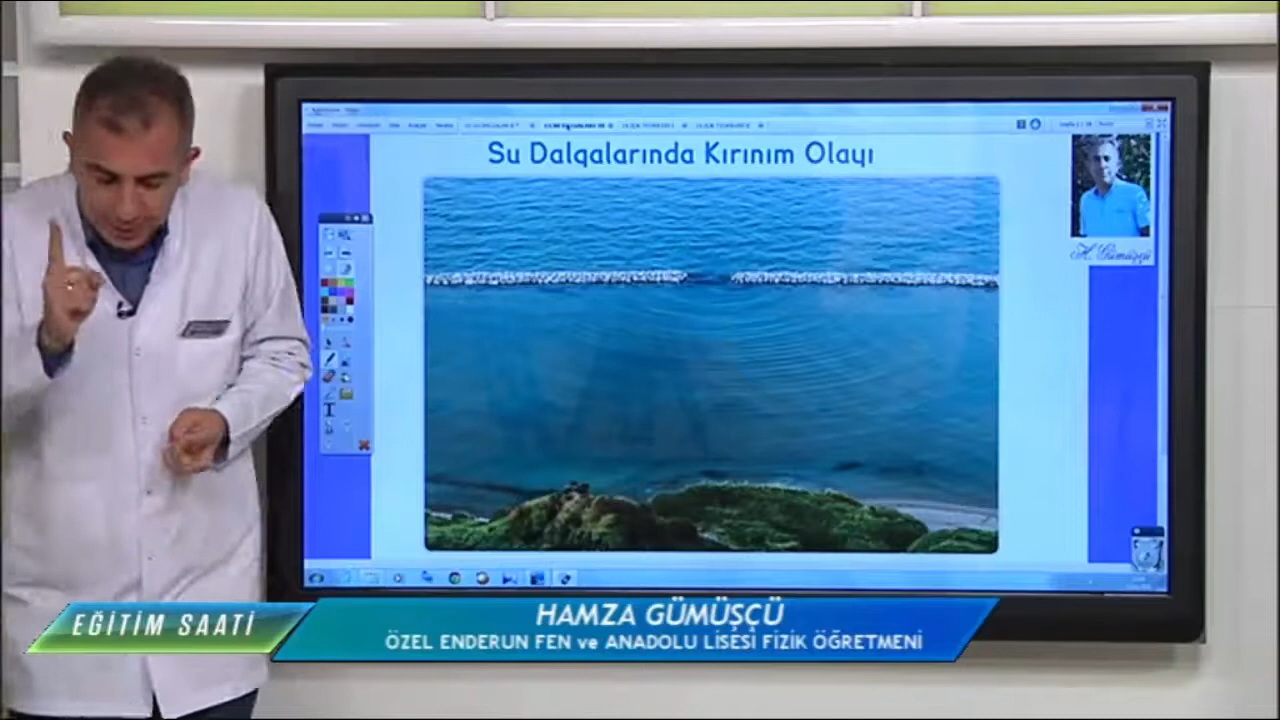 Su Dalgalarında Kırınım Olayı
H. Gümüşçü
EĞİTİM SAATİ
HAMZA GÜMÜŞÇÜ
ÖZEL ENDERUN FEN ve ANADOLU LİSESİ FİZİK ÖĞRETMENİ